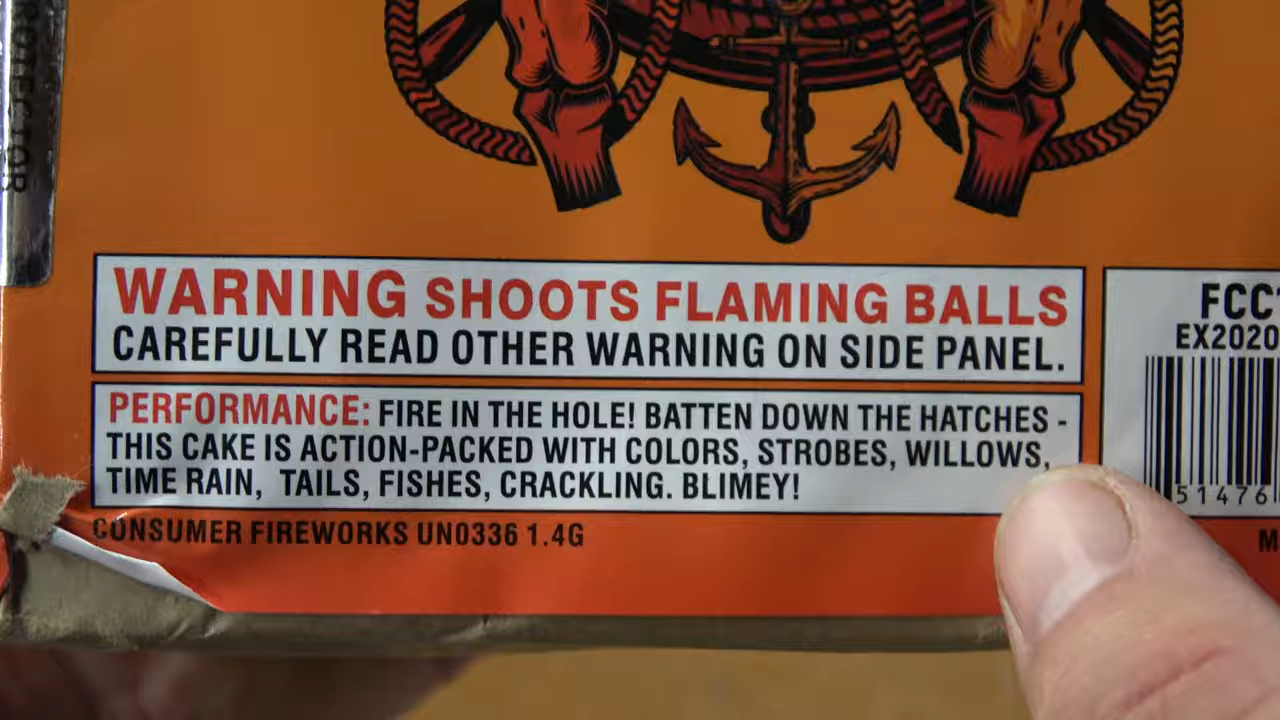 WARNING SHOOTS FLAMING BALLS
CAREFULLY READ OTHER WARNING ON SIDE PANEL.
PERFORMANCE: FIRE IN THE HOLE! BATTEN DOWN THE HATCHES -
THIS CAKE IS ACTION-PACKED WITH COLORS, STROBES, WILLOWS,
TIME RAIN, TAILS, FISHES, CRACKLING. BLIMEY!
CONSUMER FIREWORKS UN0336 1.4G
FCC
EX2020
51476
M